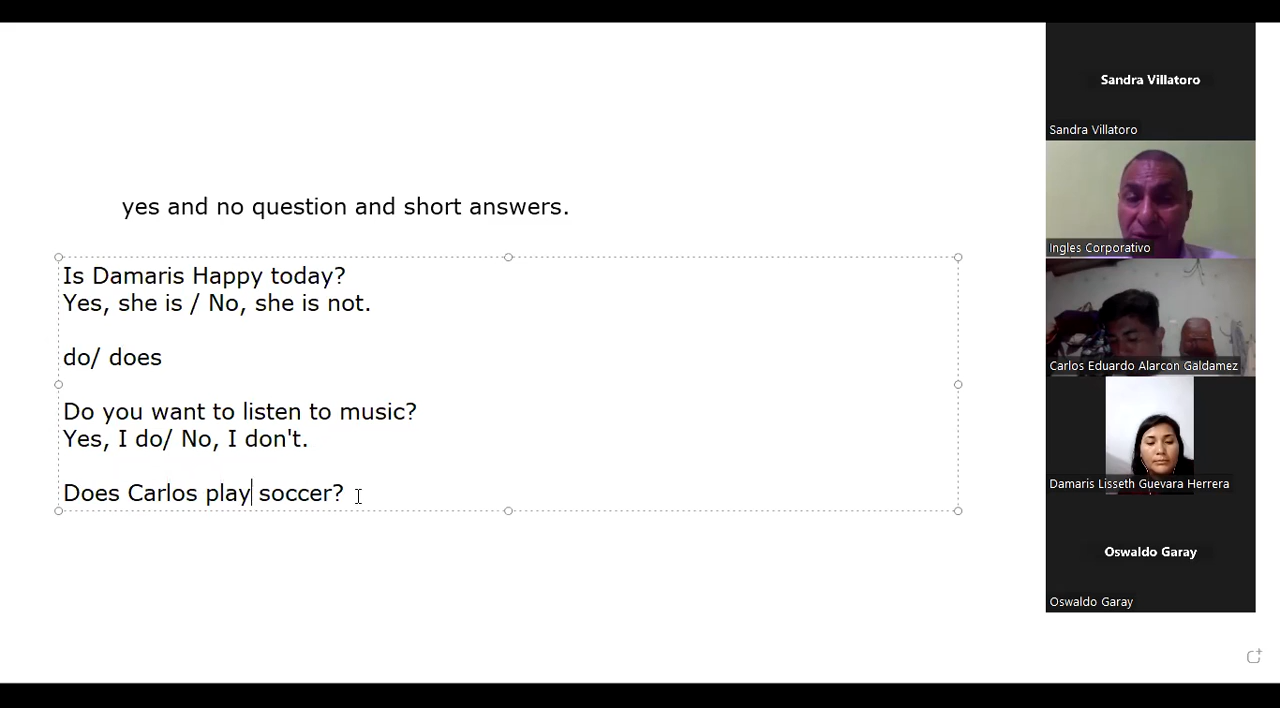 yes and no question and short answers.
Is Damaris Happy today?
Yes, she is / No, she is not.
do/ does
Do you want to listen to music?
Yes, I do/ No, I don't.
Does Carlos play soccer?
Sandra Villatoro
Sandra Villatoro
Ingles Corporativo
Carlos Eduardo Alarcon Galdamez
Damaris Lisseth Guevara Herrera
Oswaldo Garay
Oswaldo Garay